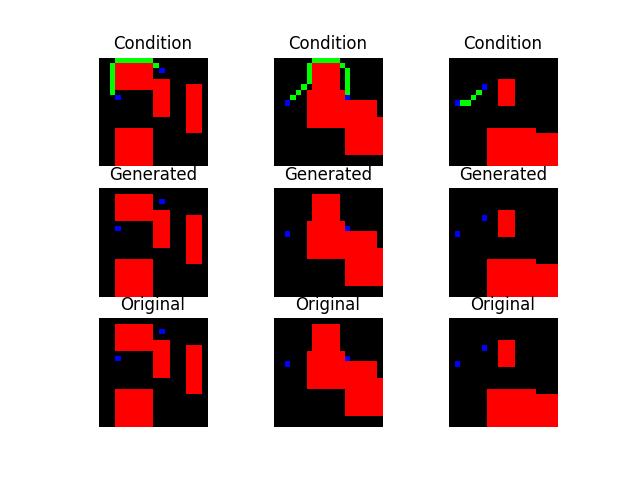 Condition
Condition
Condition
Generated
Generated
Generated
Original
Original
Original